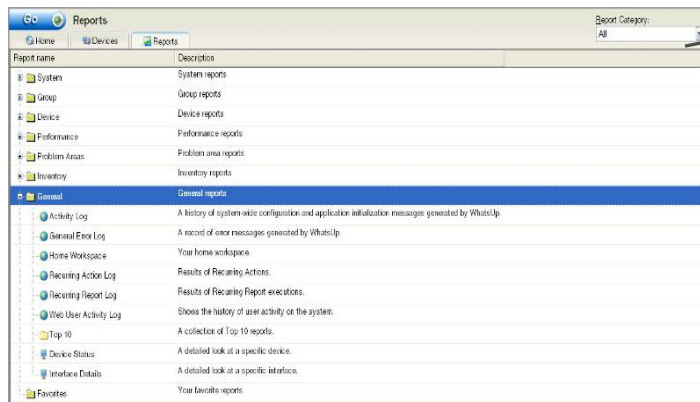 Go Reports
Report Category:
Home Devices Reports
All
Report name Description
System System reports
Group Group reports
Device Device reports
Performance Performance reports
Problem Areas Problem area reports
Inventory Inventory reports
General General reports
Activity Log A history of system-wide configuration and application initialization messages generated by WhatsUp.
General Error Log A record of error messages generated by WhatsUp.
Home Workspace Your home workspace.
Recurring Action Log Results of Recurring Actions.
Recurring Report Log Results of Recurring Report executions.
Web User Activity Log Shows the history of user activity on the system.
Top 10 A collection of Top 10 reports.
Device Status A detailed look at a specific device.
Interface Details A detailed look at a specific interface.
Favorites Your favorite reports